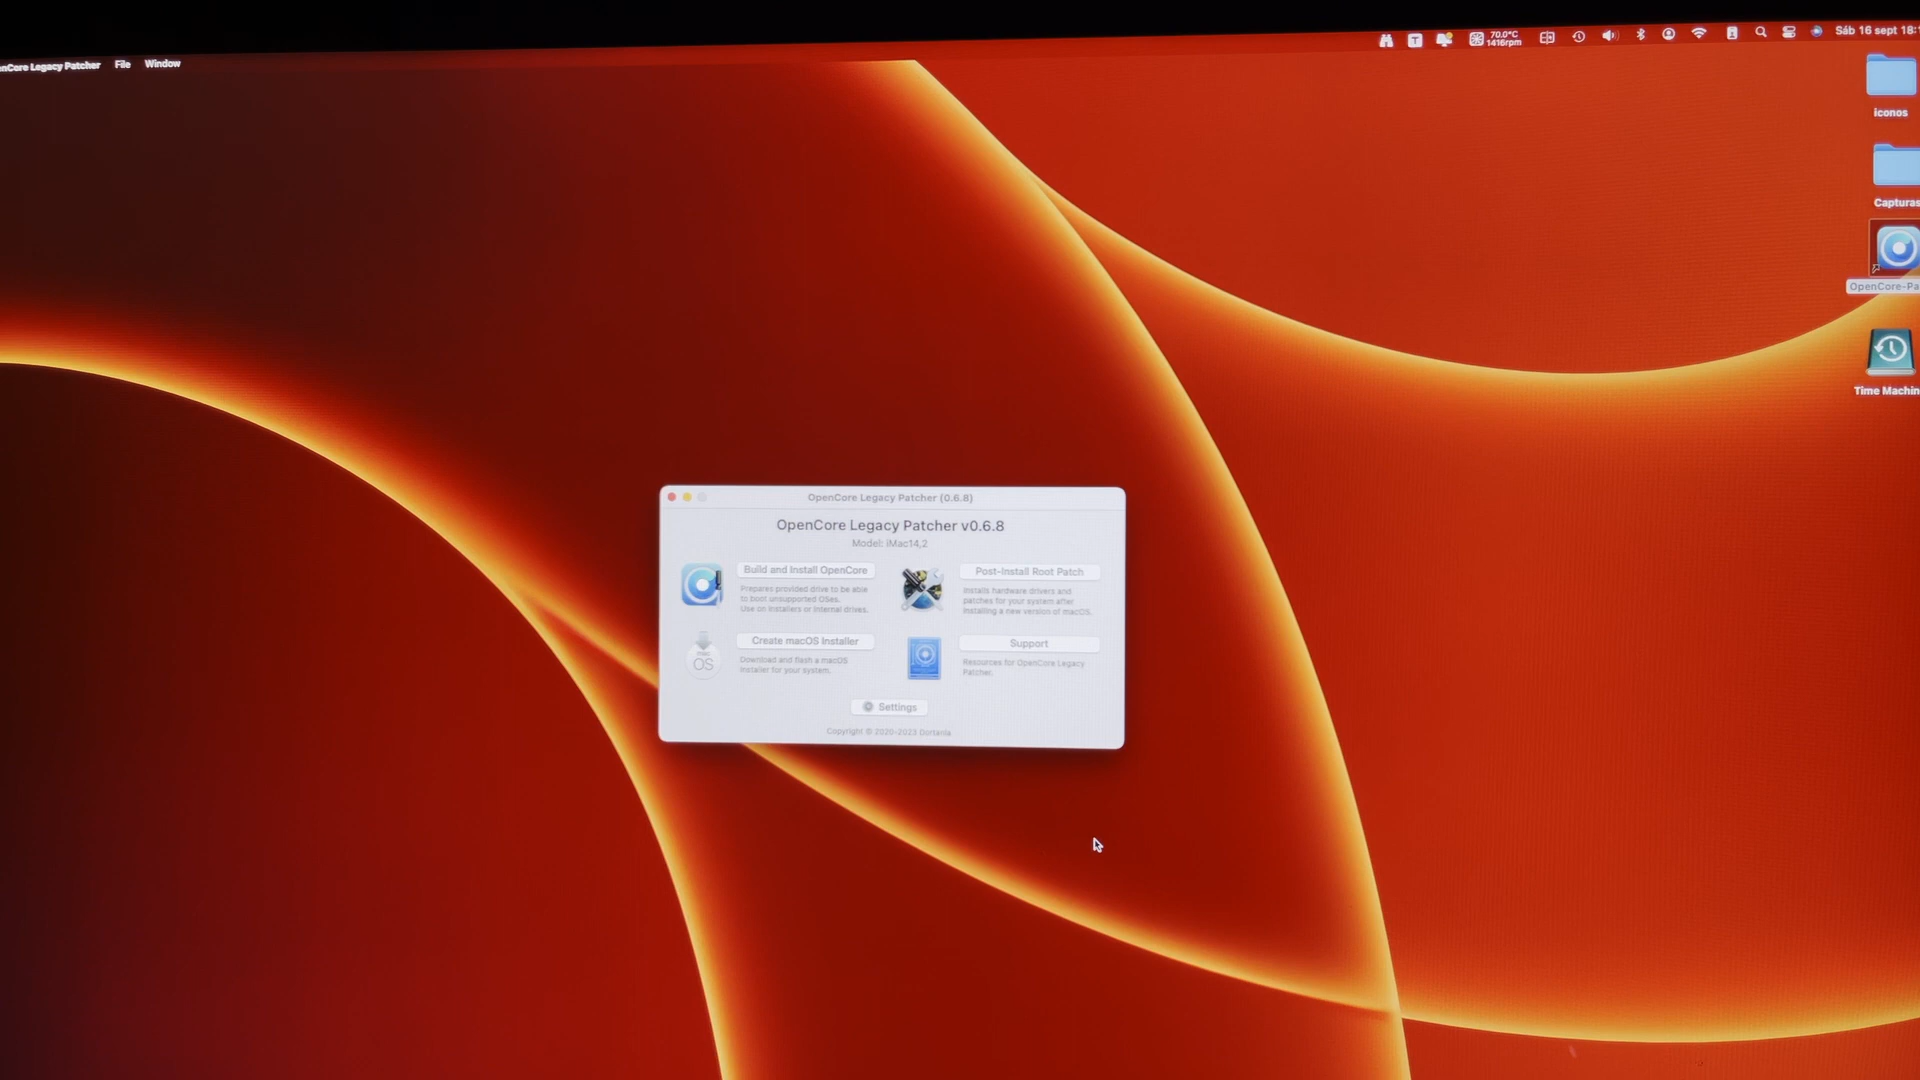 nCore Legacy Patcher File Window
70.0°C
1416rpm
Sáb 16 sept 18:
iconos
Capturas
OpenCore-Pa
Time Machin
OpenCore Legacy Patcher (0.6.8)
OpenCore Legacy Patcher v0.6.8
Model: iMac14,2
Build and Install OpenCore
Prepares provided drive to be able
to boot unsupported OSes.
Use on installers or internal drives.
Post-Install Root Patch
Installs hardware drivers and
patches for your system after
installing a new version of macOS.
mac
OS
Create macOS Installer
Download and flash a macOS
installer for your system.
Support
Resources for OpenCore Legacy
Patcher.
Settings
Copyright © 2020-2023 Dortania